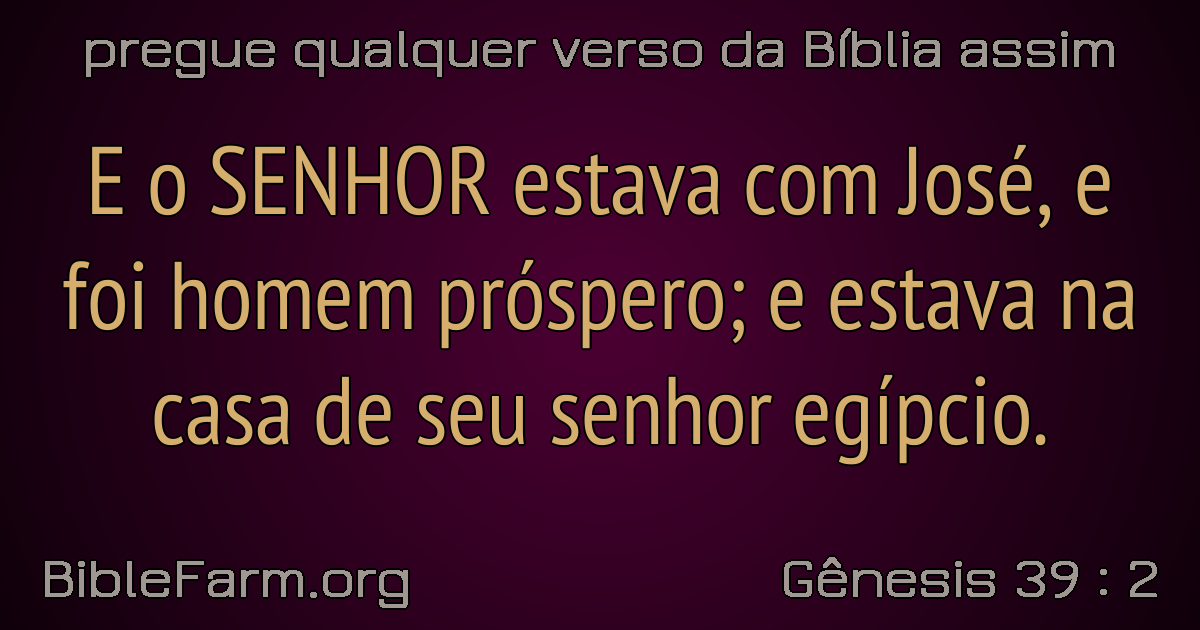 pregue qualquer verso da Bíblia assim
E o SENHOR estava com José, e
foi homem próspero; e estava na
casa de seu senhor egípcio.
BibleFarm.org
Gênesis 39 : 2